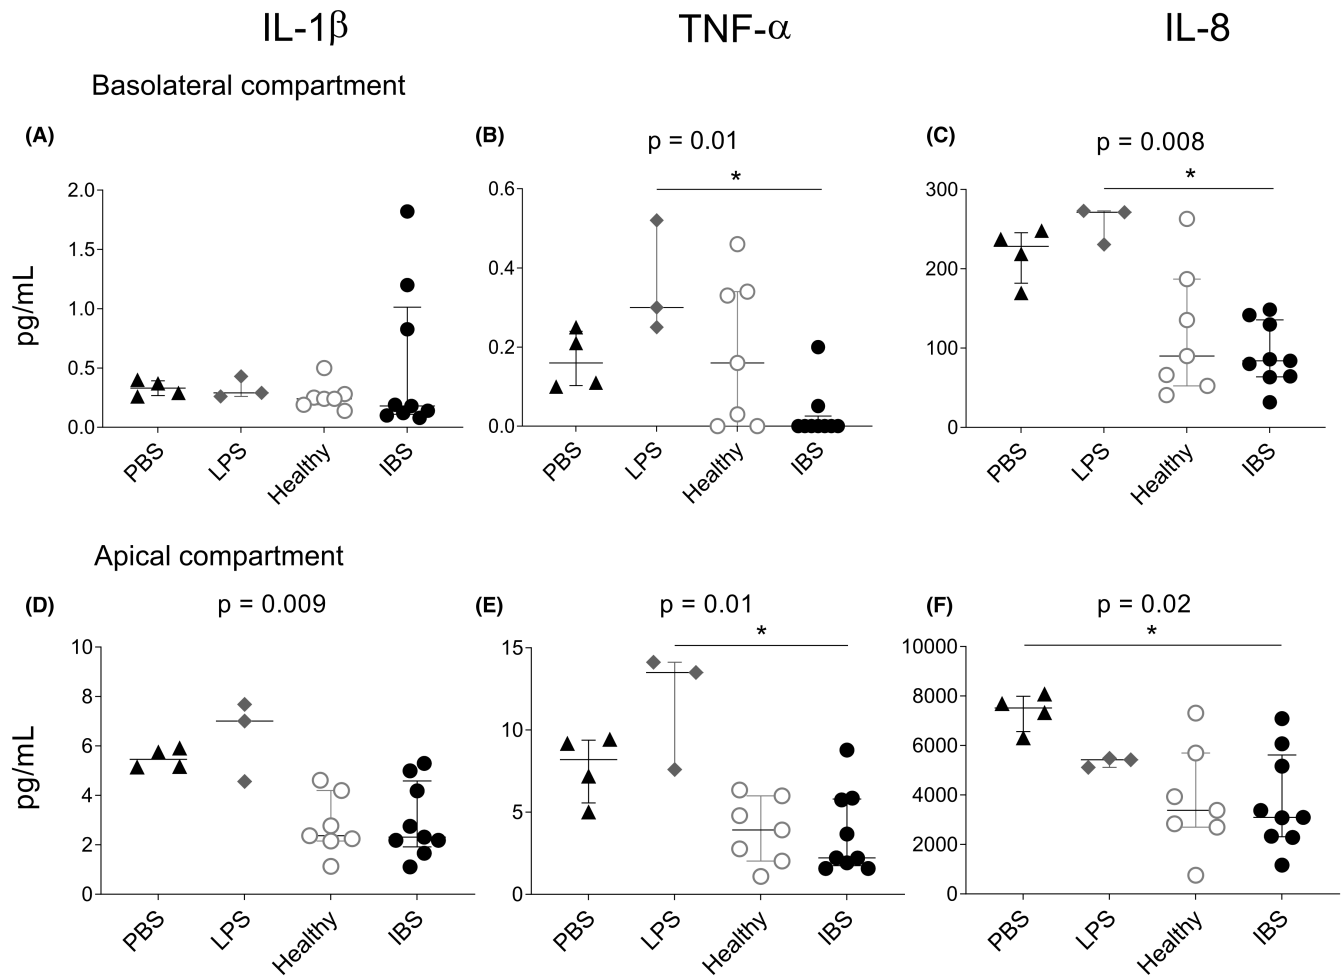 IL-1β TNF-α IL-8
Basolateral compartment
(A) (B) (C)
p = 0.01 p = 0.008
* *
2.0 0.6 300
1.5 0.4 200
1.0 0.2 100
0.5 0.0 0
0.0
pg/mL
PBS LPS Healthy IBS PBS LPS Healthy IBS PBS LPS Healthy IBS
Apical compartment
(D) p = 0.009 (E) p = 0.01 (F) p = 0.02
* *
10 15 10000
8 10 8000
6 5 6000
4 0 4000
2 2000
0 0
pg/mL
PBS LPS Healthy IBS PBS LPS Healthy IBS PBS LPS Healthy IBS